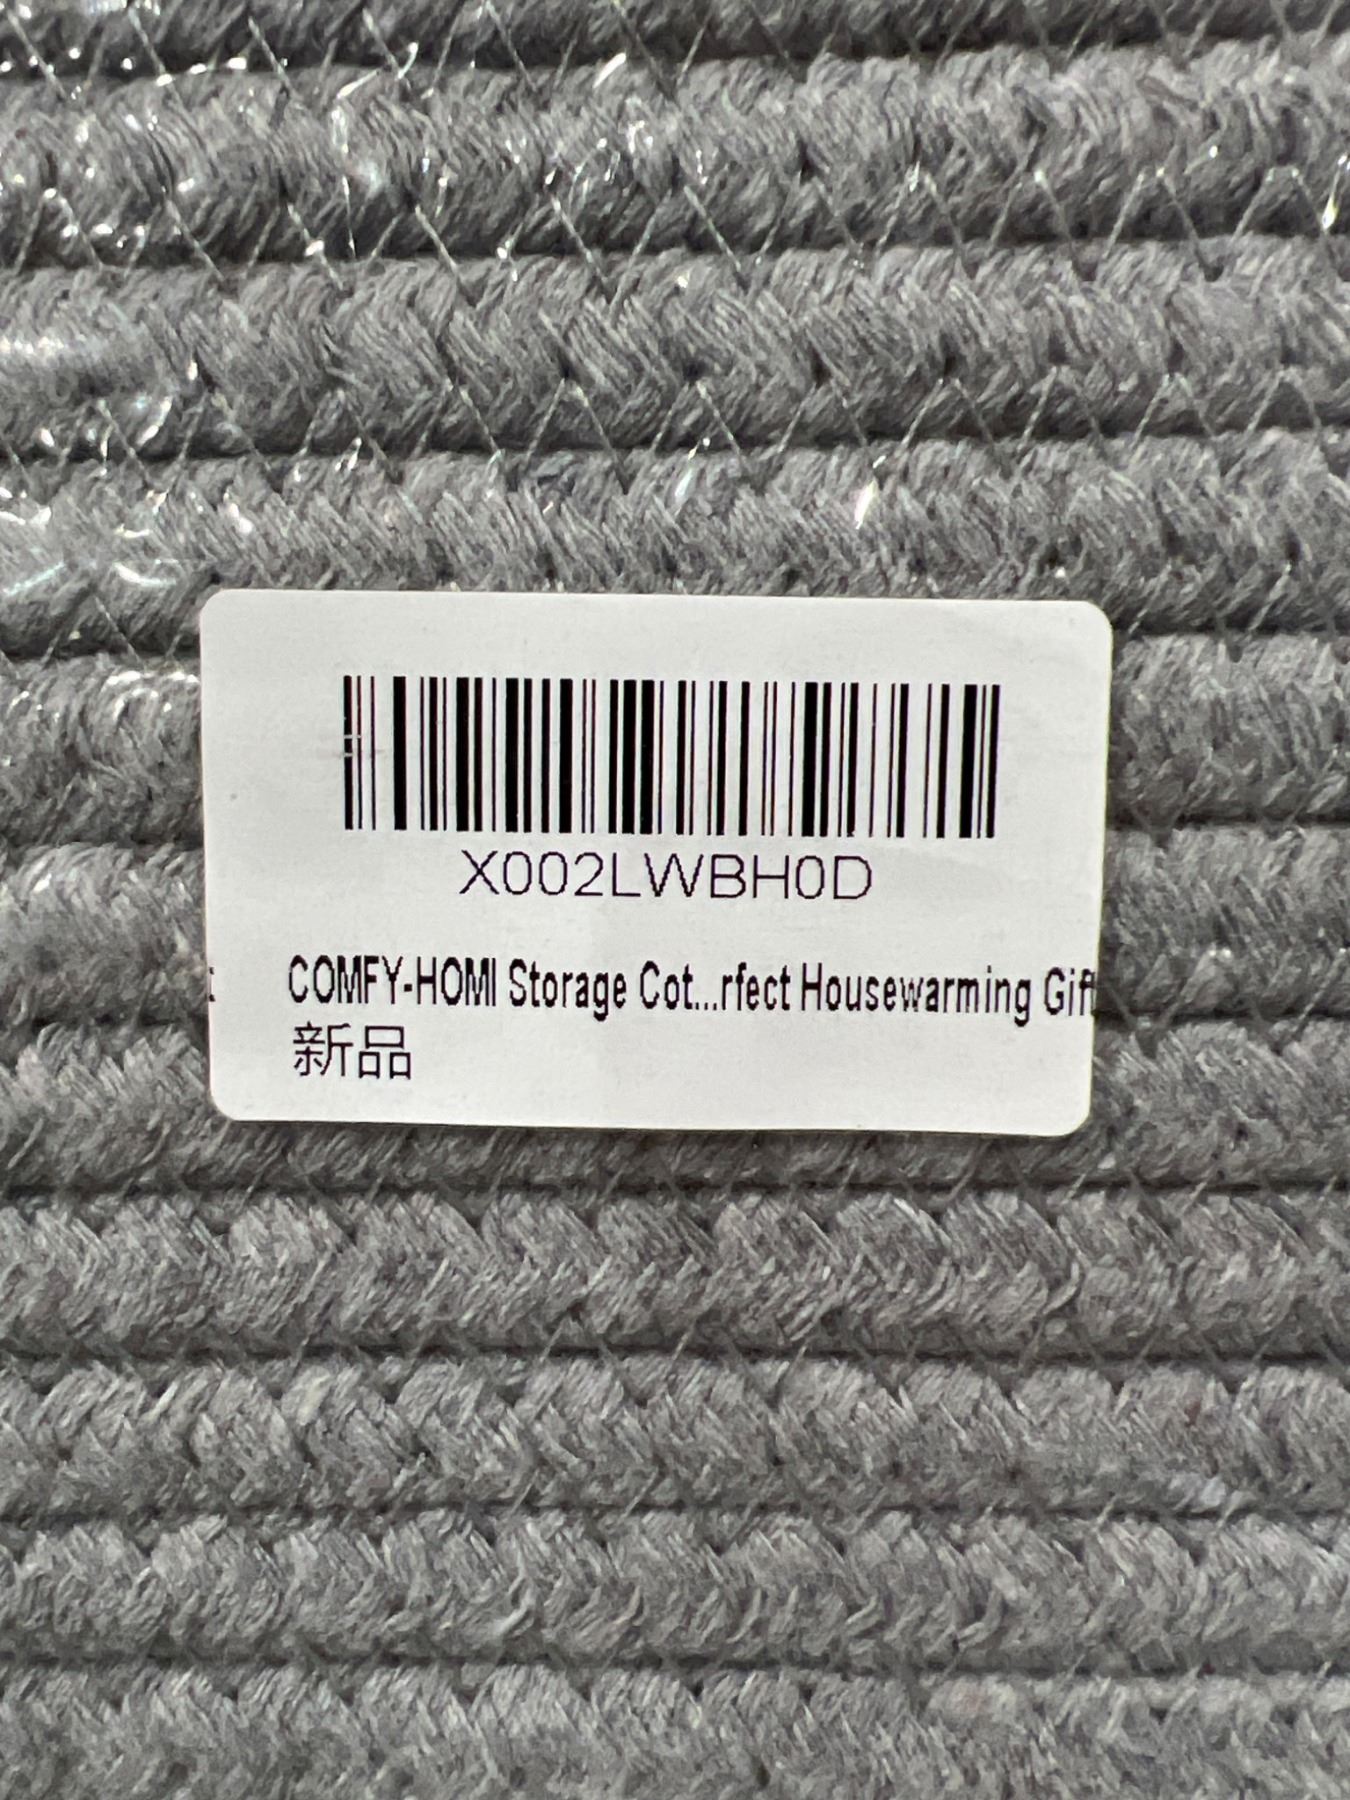 X002LWBH0D
COMFY-HOMI Storage Cot...rfect Housewarming Gift
新品